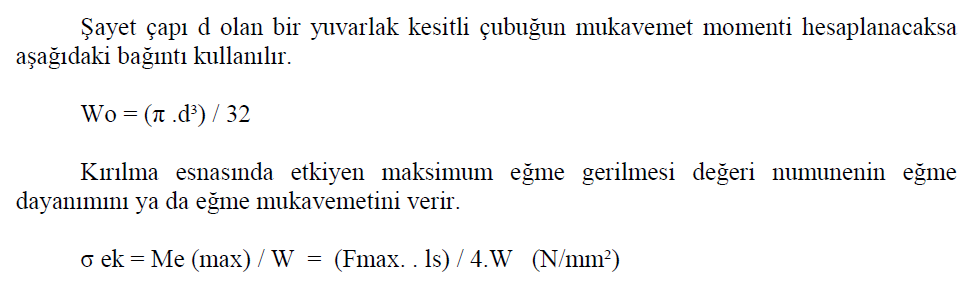 Şayet çapı d olan bir yuvarlak kesitli çubuğun mukavemet momenti hesaplanacaksa
aşağıdaki bağıntı kullanılır.
Wo = (π .d³) / 32
Kırılma esnasında etkiyen maksimum eğme gerilmesi değeri numunenin eğme
dayanımını ya da eğme mukavemetini verir.
σ ek = Me (max) / W = (Fmax. . ls) / 4.W (N/mm²)